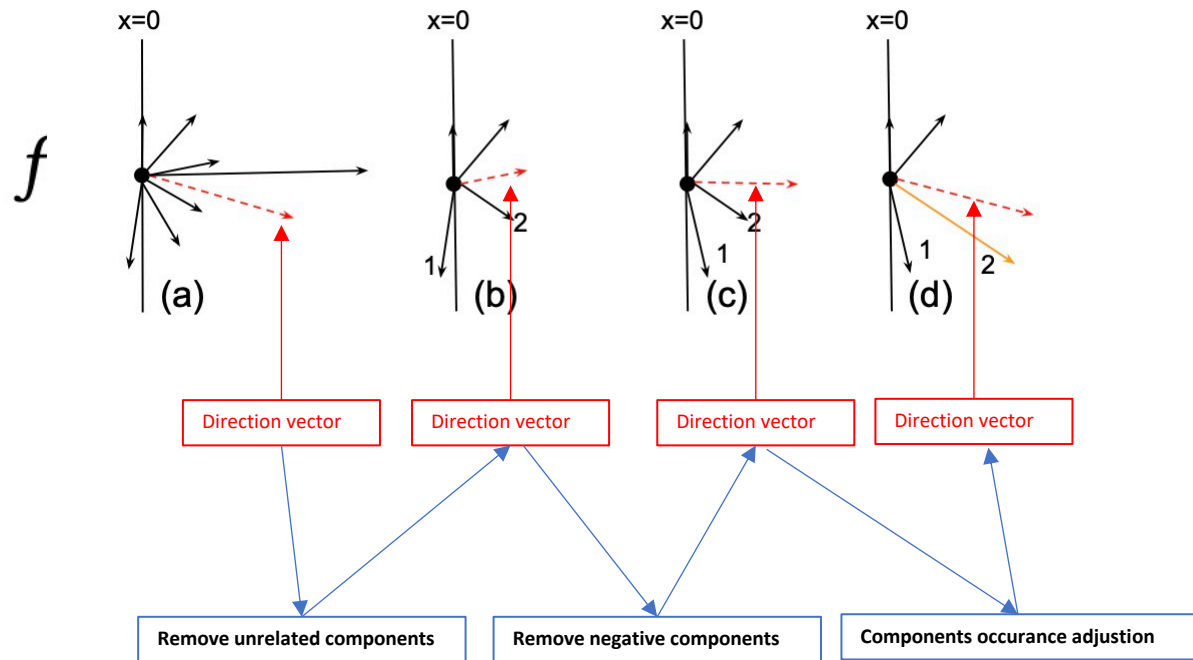 x=0 x=0 x=0 x=0
f
2
2
1
1
1
2
(a) (b) (c) (d)
Direction vector Direction vector Direction vector Direction vector
Remove unrelated components Remove negative components Components occurance adjustion